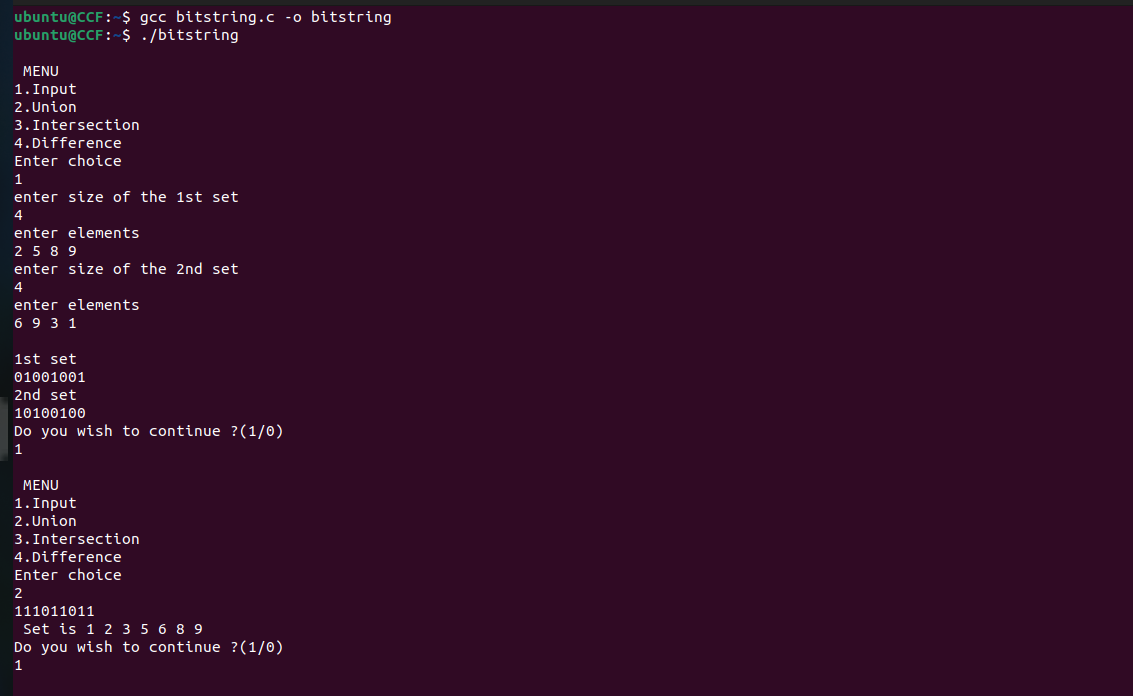 ubuntu@CCF:~$ gcc bitstring.c -o bitstring
ubuntu@CCF:~$ ./bitstring
MENU
1.Input
2.Union
3.Intersection
4.Difference
Enter choice
1
enter size of the 1st set
4
enter elements
2 5 8 9
enter size of the 2nd set
4
enter elements
6 9 3 1
1st set
01001001
2nd set
10100100
Do you wish to continue ?(1/0)
1
MENU
1.Input
2.Union
3.Intersection
4.Difference
Enter choice
2
111011011
Set is 1 2 3 5 6 8 9
Do you wish to continue ?(1/0)
1